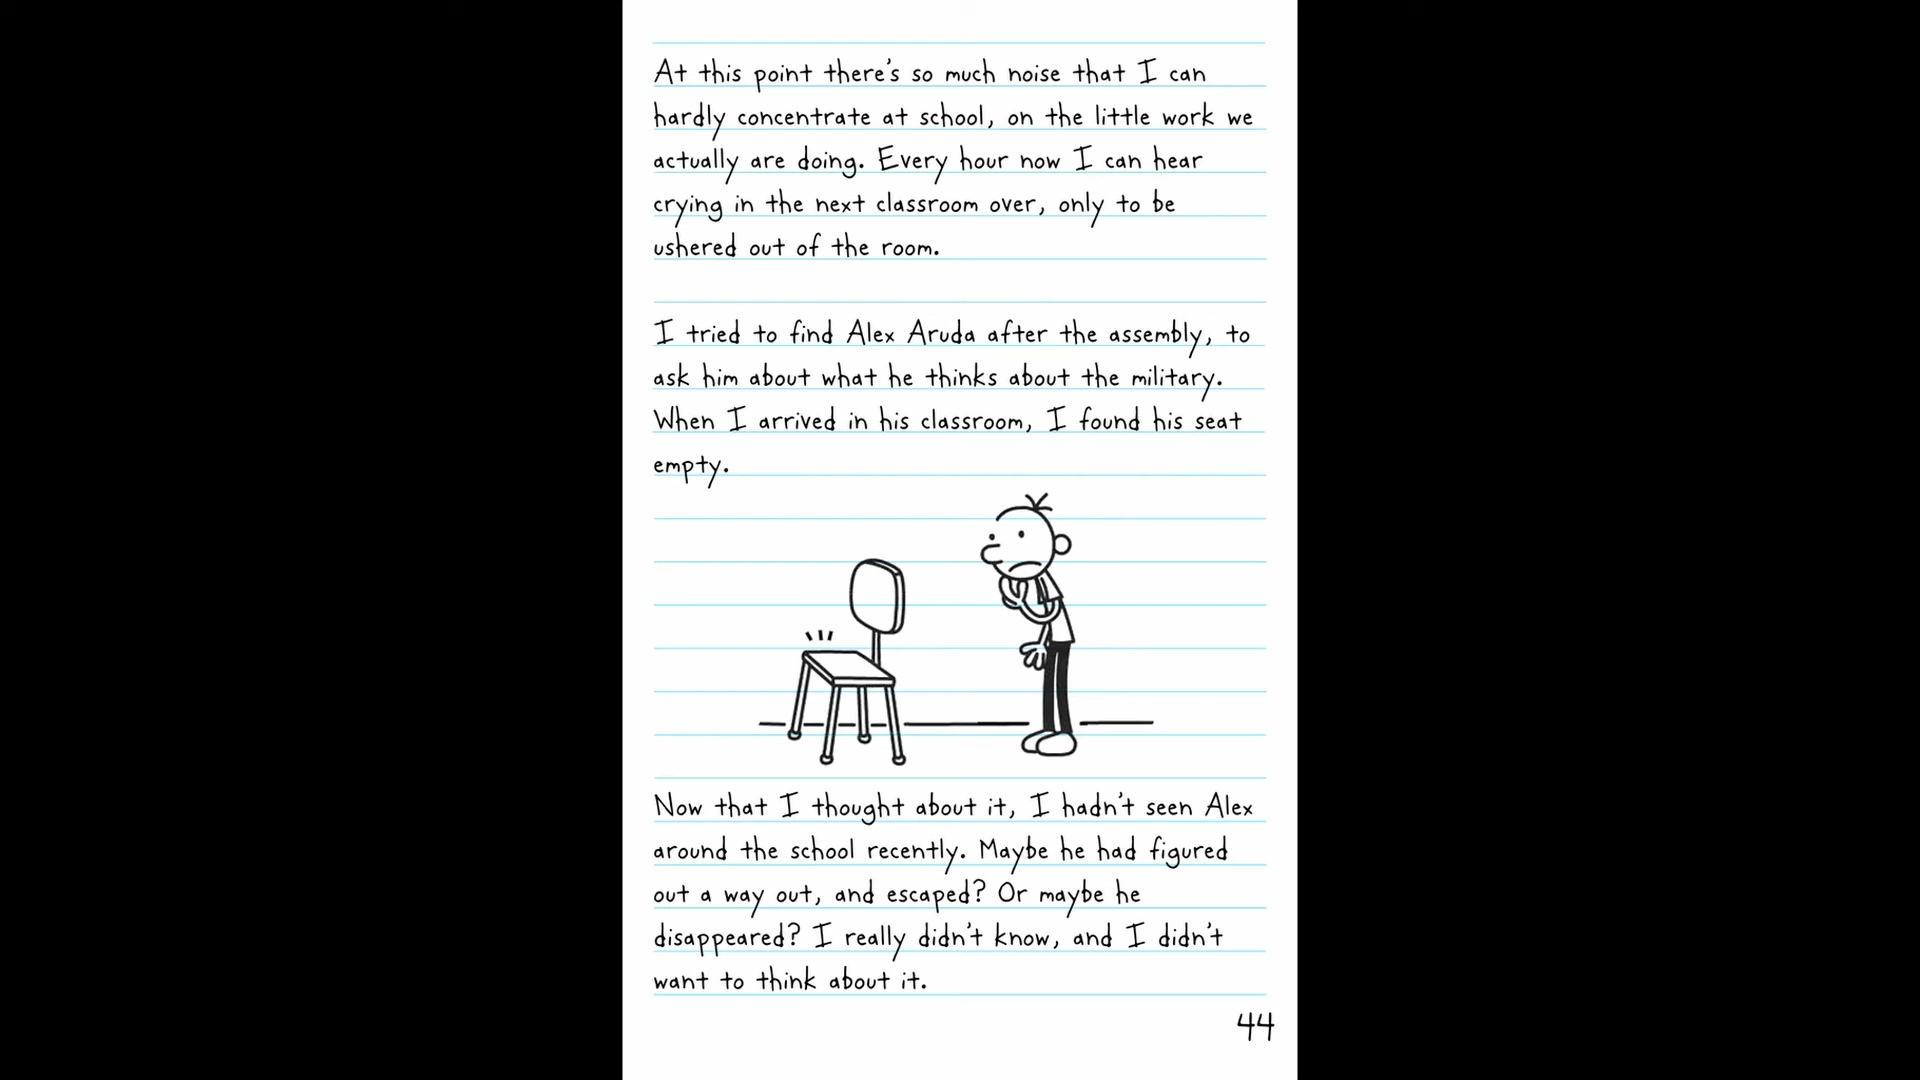 At this point there's so much noise that I can
hardly concentrate at school, on the little work we
actually are doing. Every hour now I can hear
crying in the next classroom over, only to be
ushered out of the room.
I tried to find Alex Aruda after the assembly, to
ask him about what he thinks about the military.
When I arrived in his classroom, I found his seat
empty.
Now that I thought about it, I hadn't seen Alex
around the school recently. Maybe he had figured
out a way out, and escaped? Or maybe he
disappeared? I really didn't know, and I didn't
want to think about it.
44